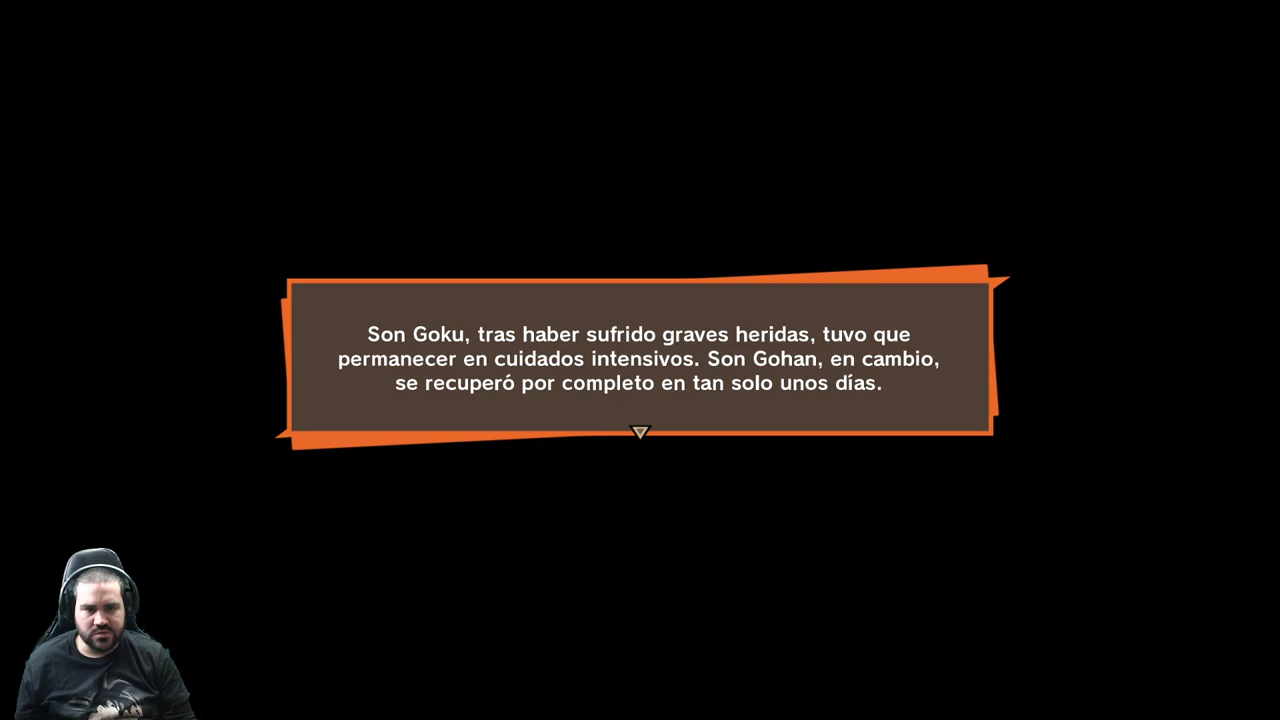 Son Goku, tras haber sufrido graves heridas, tuvo que
permanecer en cuidados intensivos. Son Gohan, en cambio,
se recuperó por completo en tan solo unos días.